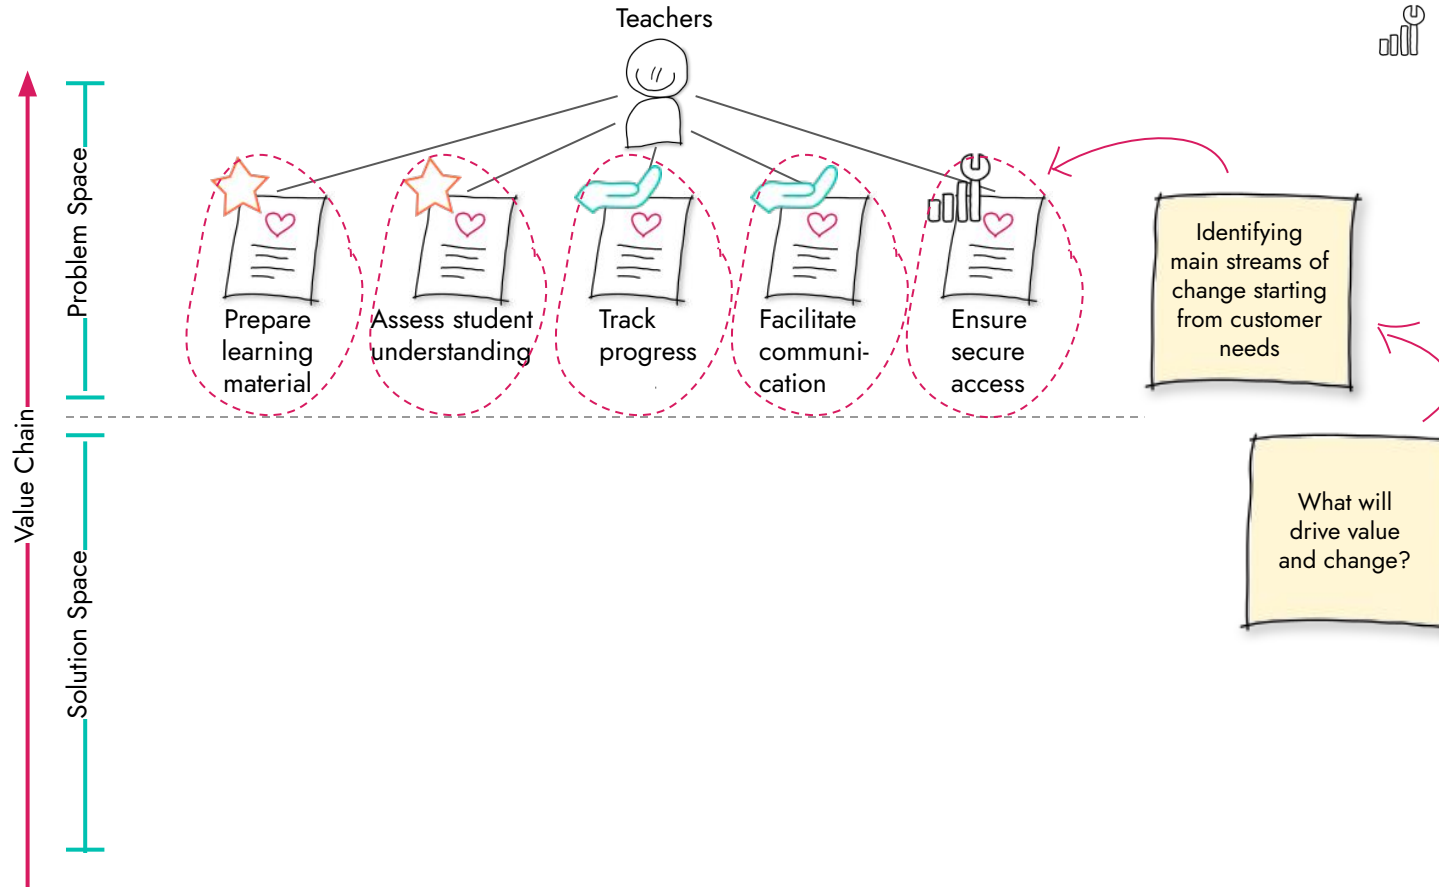 Teachers
Problem Space
Prepare
learning
material
Assess student
understanding
Track
progress
Facilitate
communi-
cation
Ensure
secure
access
Identifying
main streams of
change starting
from customer
needs
Value Chain
Solution Space
What will
drive value
and change?